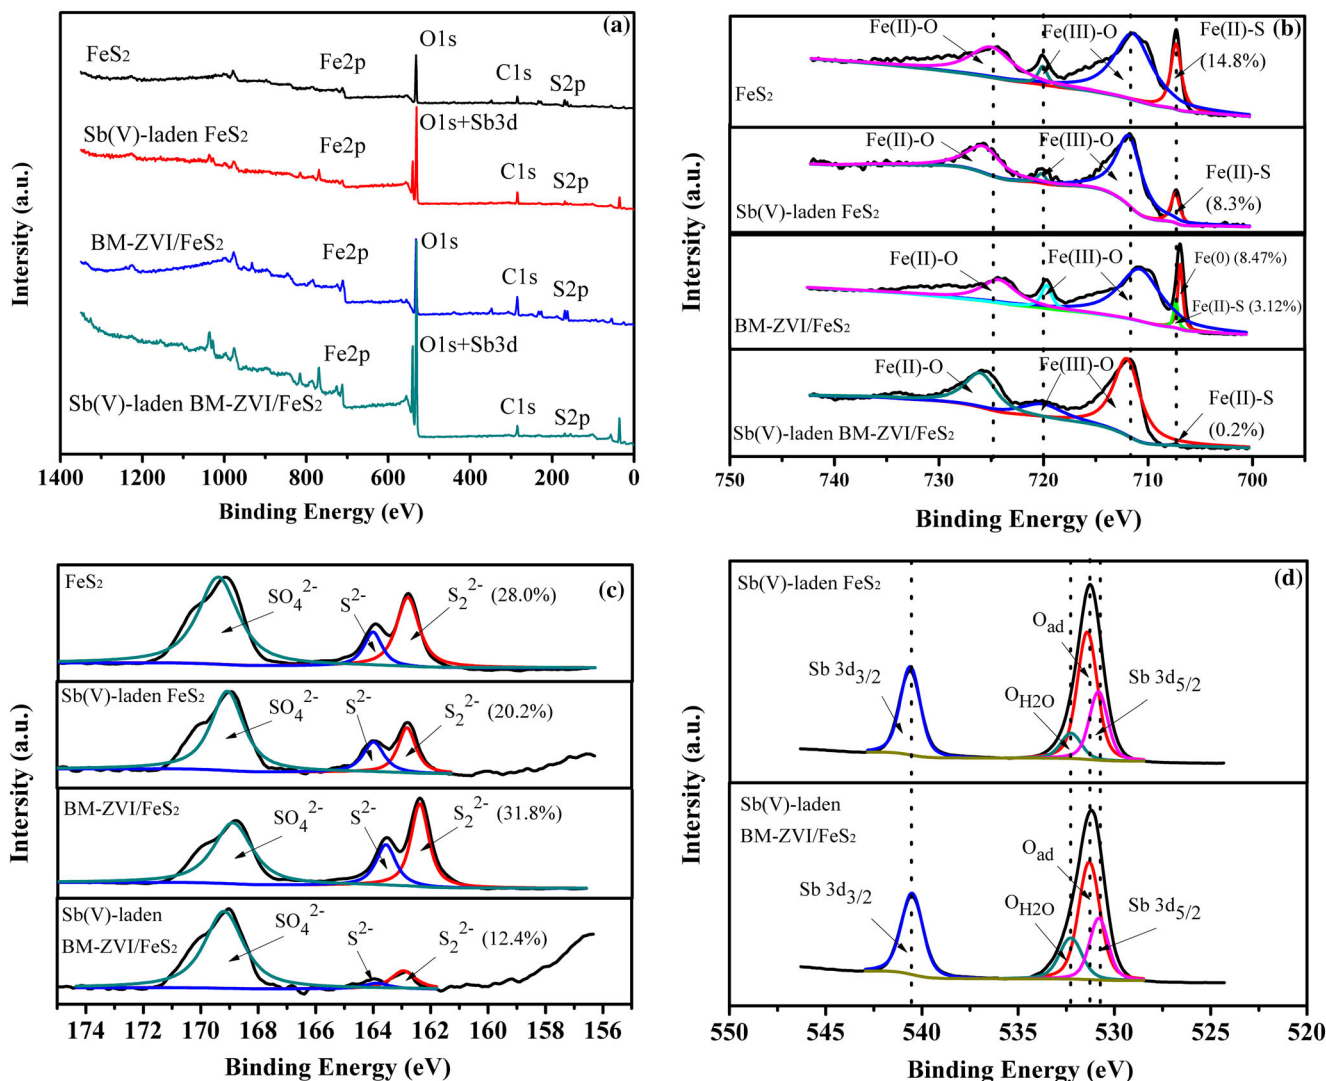 (a)
FeS2
Fe2p
O1s
C1s
S2p
Sb(V)-laden FeS2
Fe2p
O1s+Sb3d
C1s
S2p
BM-ZVI/FeS2
Fe2p
O1s
C1s
S2p
Sb(V)-laden BM-ZVI/FeS2
Fe2p
O1s+Sb3d
C1s
S2p
Intersity (a.u.)
1400 1200 1000 800 600 400 200 0
Binding Energy (eV)
(b)
Fe(II)-O
Fe(III)-O
Fe(II)-S
(14.8%)
FeS2
Fe(II)-O
Fe(III)-O
Fe(II)-S
(8.3%)
Sb(V)-laden FeS2
Fe(II)-O
Fe(III)-O
Fe(0) (8.47%)
Fe(II)-S (3.12%)
BM-ZVI/FeS2
Fe(II)-O
Fe(III)-O
Fe(II)-S
(0.2%)
Sb(V)-laden BM-ZVI/FeS2
Intersity (a.u.)
750 740 730 720 710 700
Binding Energy (eV)
(c)
FeS2
SO4 2-
S2-
S2 2- (28.0%)
Sb(V)-laden FeS2
SO4 2-
S2-
S2 2- (20.2%)
BM-ZVI/FeS2
SO4 2-
S2-
S2 2- (31.8%)
Sb(V)-laden
BM-ZVI/FeS2
SO4 2-
S2-
S2 2- (12.4%)
Intersity (a.u.)
174 172 170 168 166 164 162 160 158 156
Binding Energy (eV)
(d)
Sb(V)-laden FeS2
Sb 3d3/2
Oad
OH2O
Sb 3d5/2
Sb(V)-laden
BM-ZVI/FeS2
Sb 3d3/2
Oad
OH2O
Sb 3d5/2
Intersity (a.u.)
550 545 540 535 530 525 520
Binding Energy (eV)